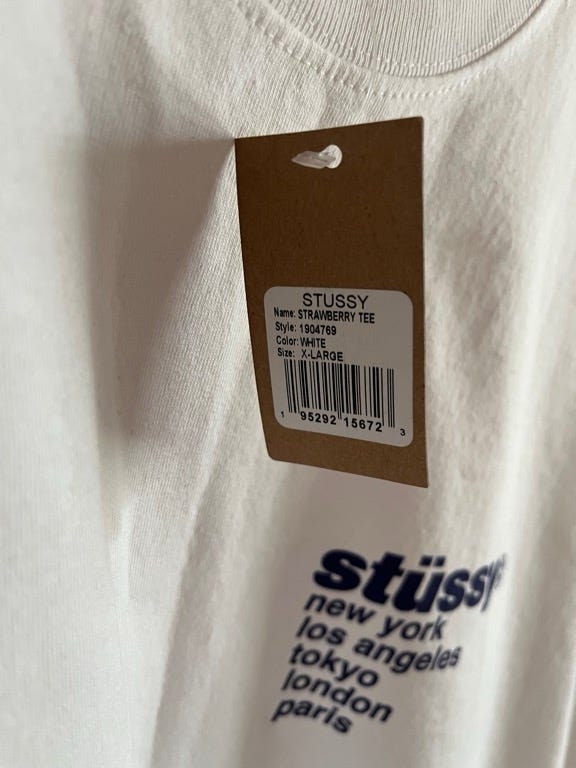 STUSSY
Name: STRAWBERRY TEE
Style: 1904769
Color: WHITE
Size: X-LARGE
1 95292 15672 3
stüssy
new york
los angeles
tokyo
london
paris